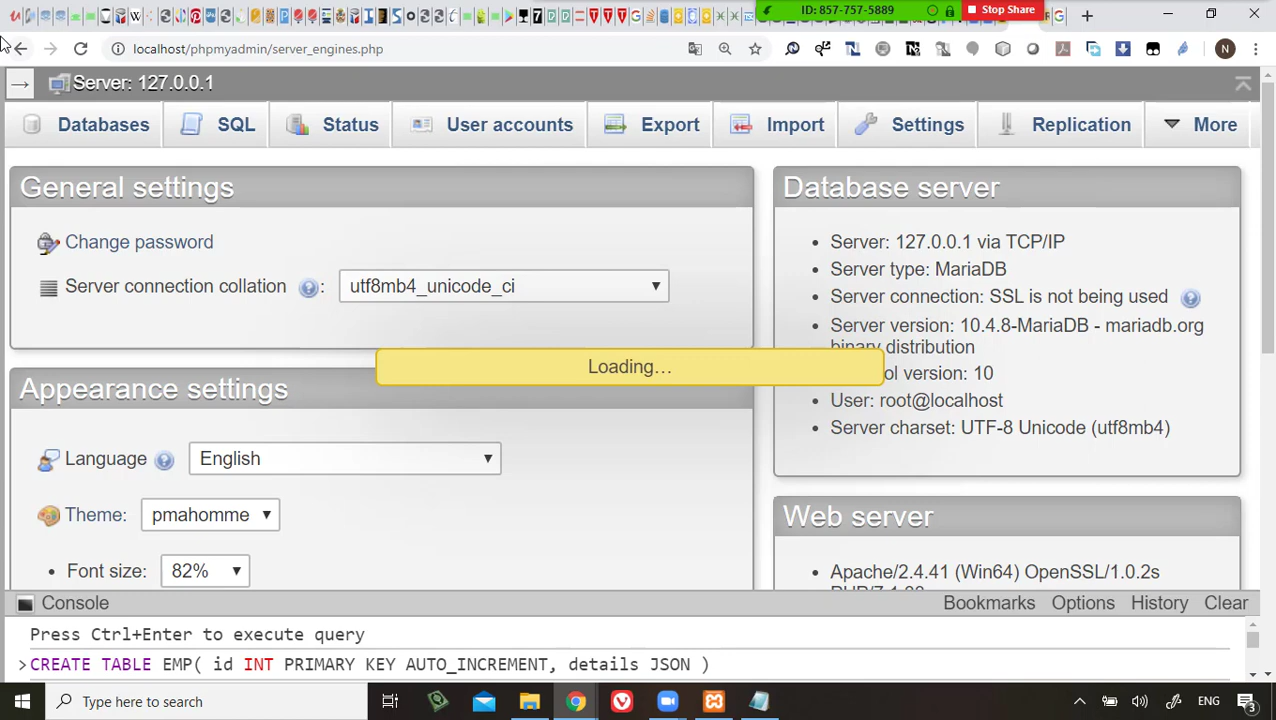 ID: 857-757-5889
Stop Share
localhost/phpmyadmin/server_engines.php
N
Server: 127.0.0.1
Databases
SQL
Status
User accounts
Export
Import
Settings
Replication
More
General settings
Change password
Server connection collation
:
utf8mb4_unicode_ci
Database server
Server: 127.0.0.1 via TCP/IP
Server type: MariaDB
Server connection: SSL is not being used
Server version: 10.4.8-MariaDB - mariadb.org
binary distribution
ol version: 10
User: root@localhost
Server charset: UTF-8 Unicode (utf8mb4)
Loading...
Appearance settings
Language
English
Theme:
pmahomme
Font size:
82%
Web server
Apache/2.4.41 (Win64) OpenSSL/1.0.2s
Console
Bookmarks
Options
History
Clear
Press Ctrl+Enter to execute query
>CREATE TABLE EMP( id INT PRIMARY KEY AUTO_INCREMENT, details JSON )
Type here to search
ENG
3